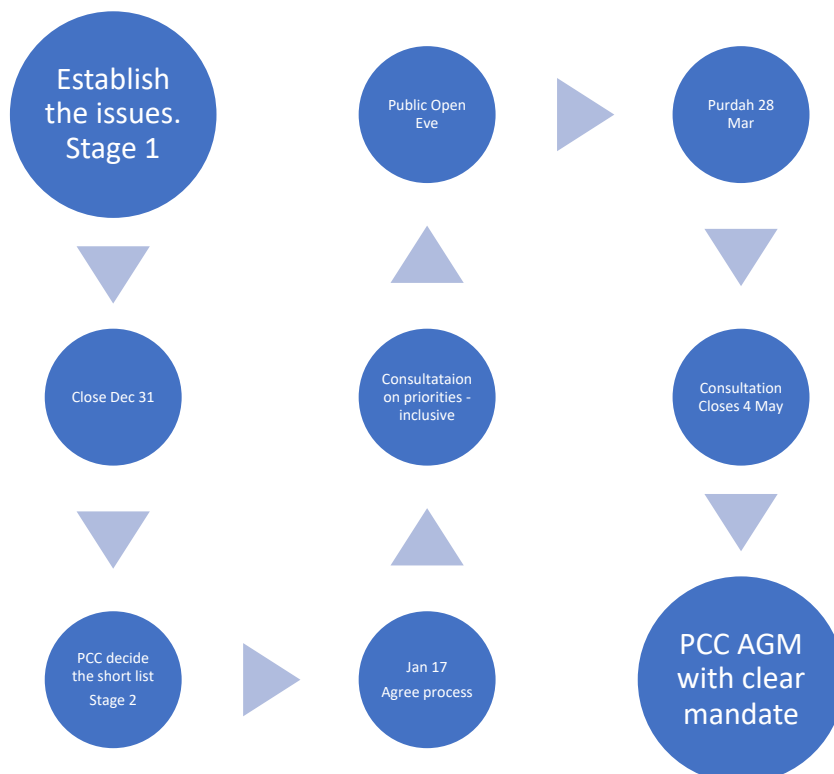 Establish
the issues.
Stage 1
Close Dec 31
PCC decide
the short list
Stage 2
Jan 17
Agree process
Consultataion
on priorities -
inclusive
Public Open
Eve
Purdah 28
Mar
Consultation
Closes 4 May
PCC AGM
with clear
mandate